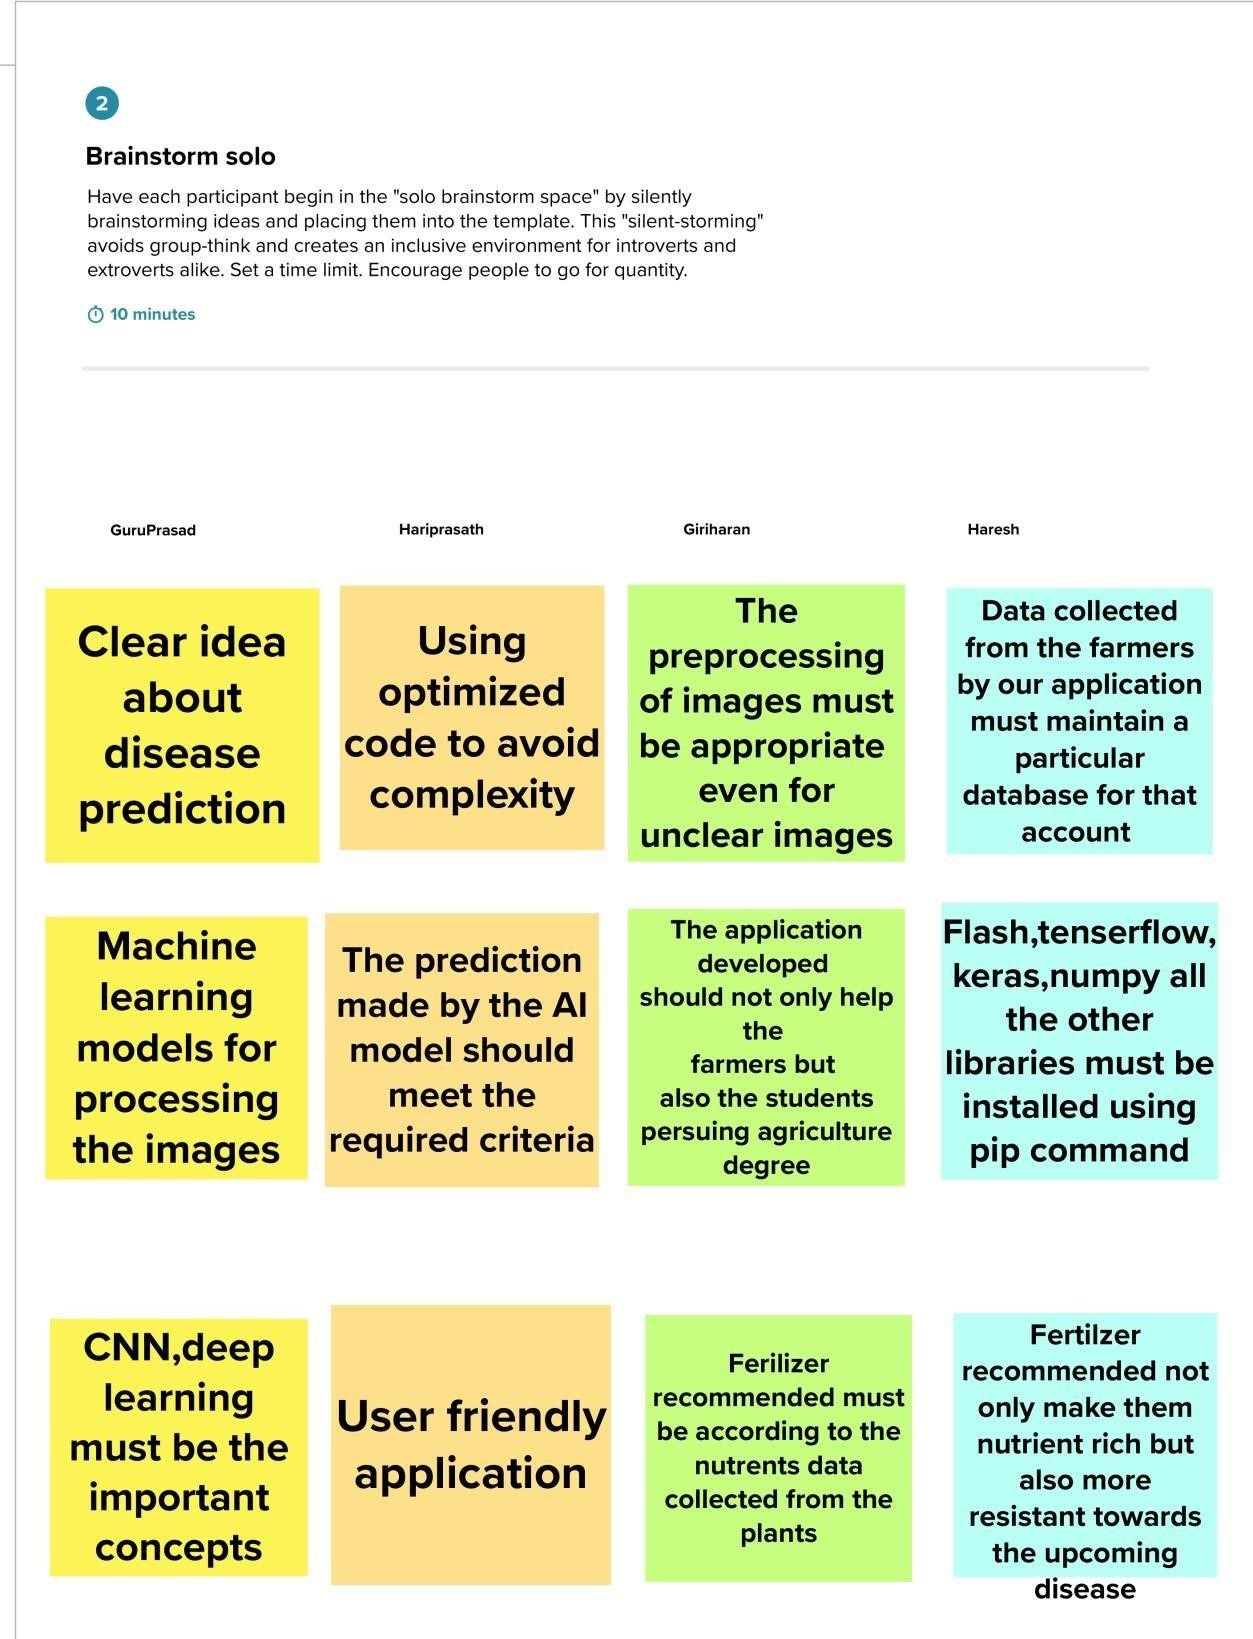 2
Brainstorm solo
Have each participant begin in the "solo brainstorm space" by silently
brainstorming ideas and placing them into the template. This "silent-storming"
avoids group-think and creates an inclusive environment for introverts and
extroverts alike. Set a time limit. Encourage people to go for quantity.
10 minutes
GuruPrasad
Hariprasath
Giriharan
Haresh
Clear idea
about
disease
prediction
Using
optimized
code to avoid
complexity
The
preprocessing
of images must
be appropriate
even for
unclear images
Data collected
from the farmers
by our application
must maintain a
particular
database for that
account
Machine
learning
models for
processing
the images
The prediction
made by the AI
model should
meet the
required criteria
The application
developed
should not only help
the
farmers but
also the students
persuing agriculture
degree
Flash,tenserflow,
keras,numpy all
the other
libraries must be
installed using
pip command
CNN,deep
learning
must be the
important
concepts
User friendly
application
Ferilizer
recommended must
be according to the
nutrents data
collected from the
plants
Fertilzer
recommended not
only make them
nutrient rich but
also more
resistant towards
the upcoming
disease